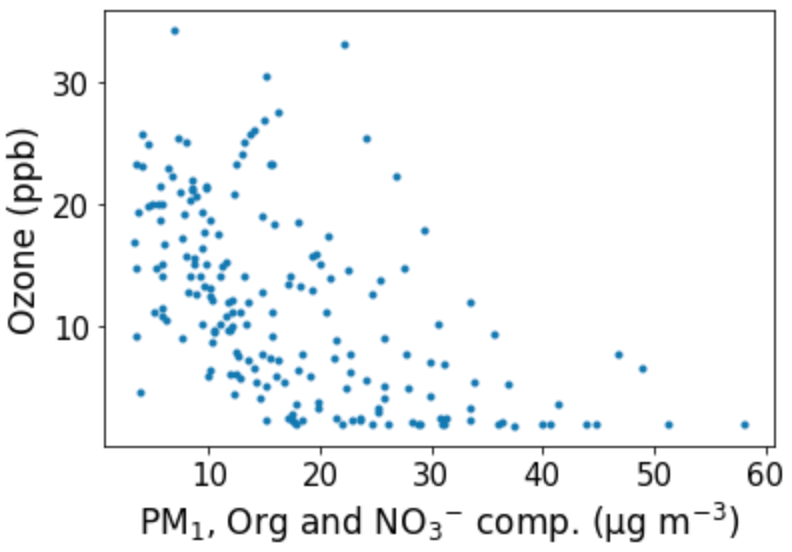 Ozone (ppb)
30
20
10
10 20 30 40 50 60
PM₁, Org and NO₃⁻ comp. (μg m⁻³)